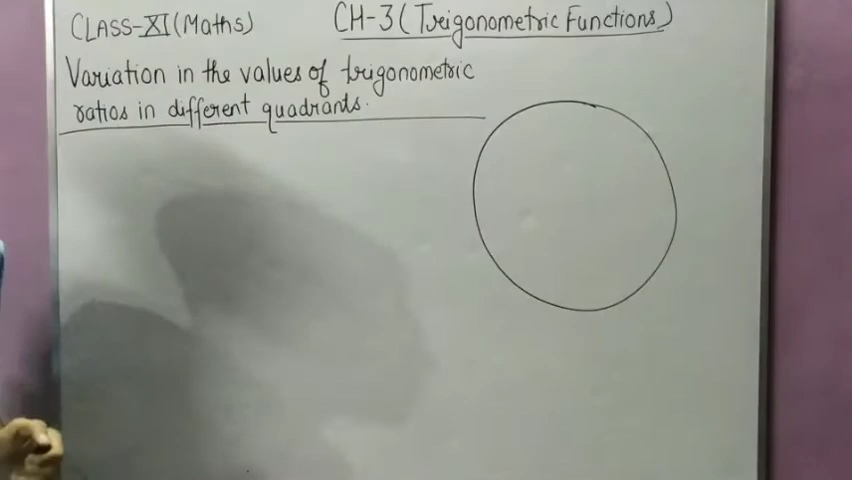 CLASS-XI (Maths)
CH-3 (Trigonometric Functions)
Variation in the values of trigonometric
ratios in different quadrants.